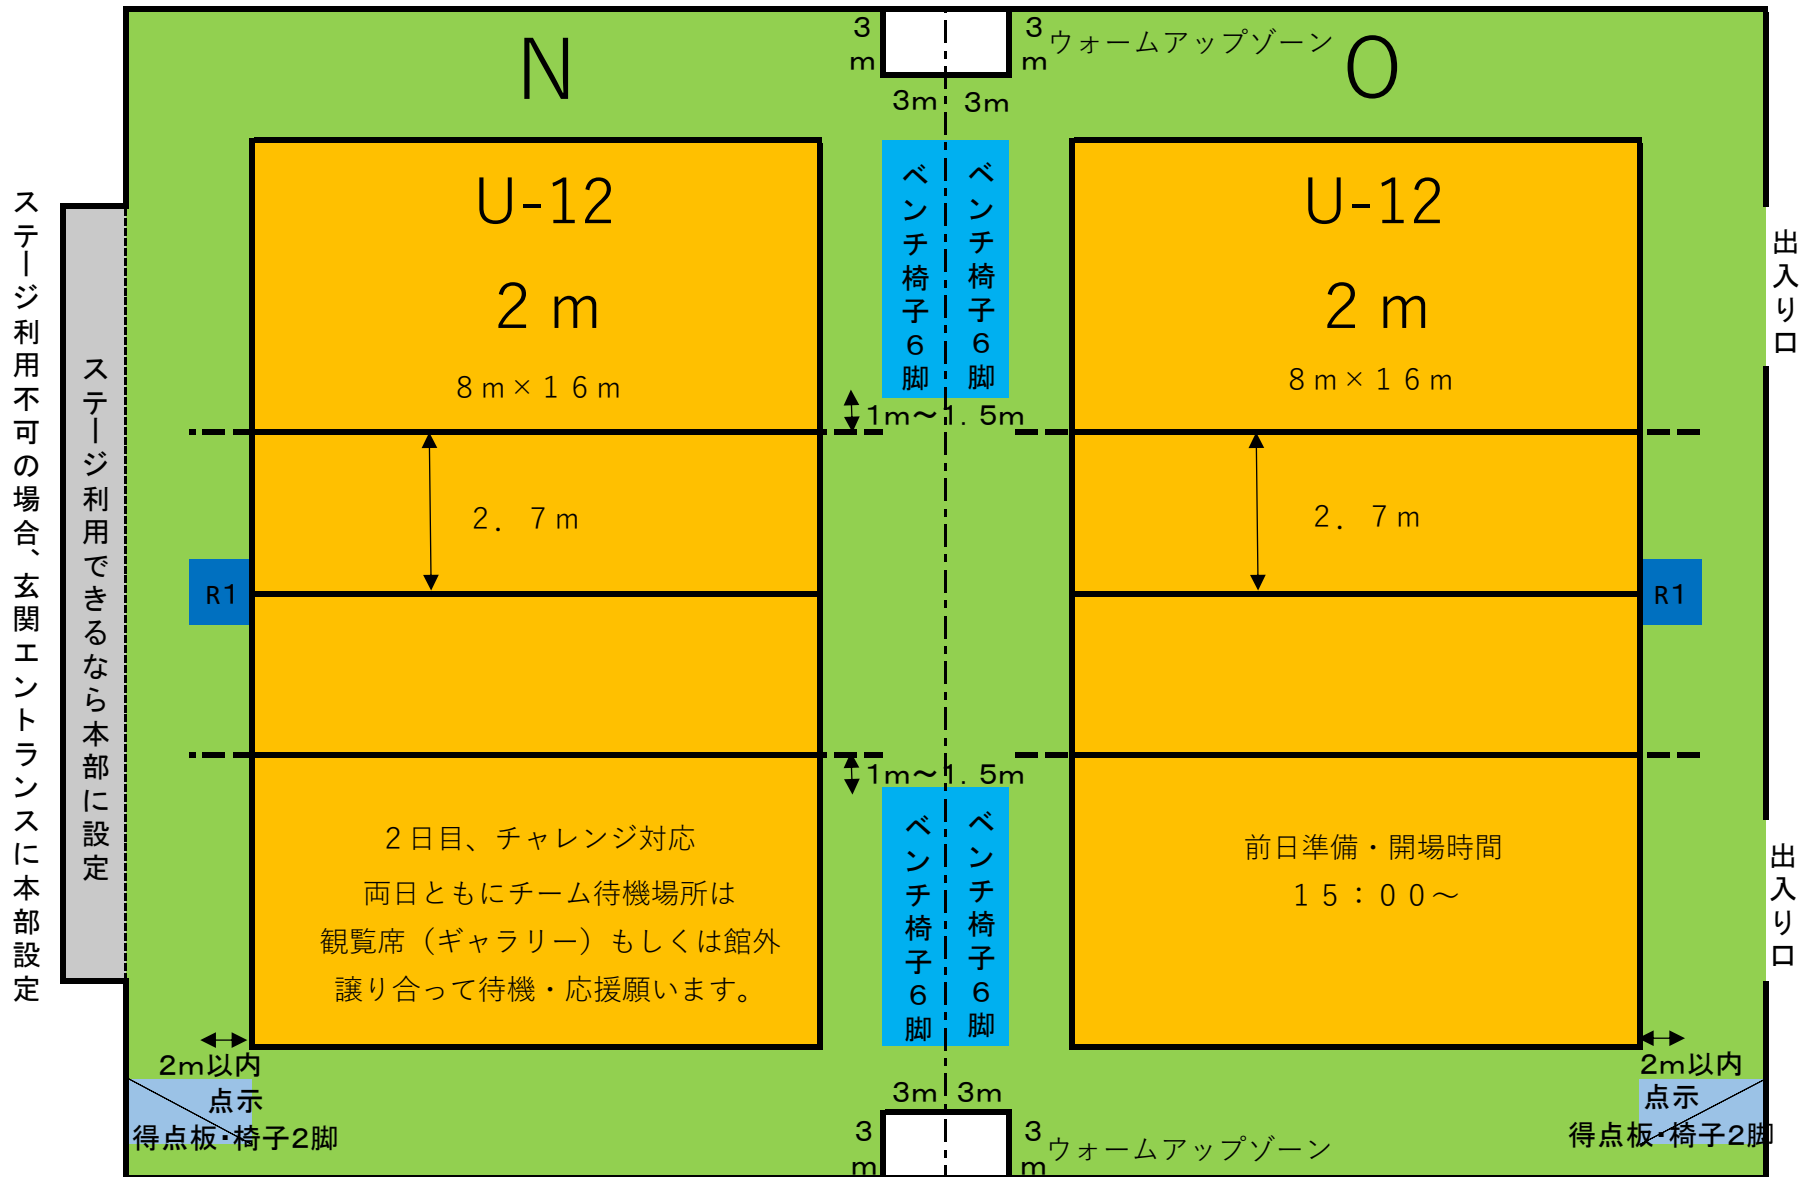 N
O
3
m
3
m
ウォームアップゾーン
3m
3m
U-12
2 m
8ｍ×１６ｍ
U-12
2 m
8ｍ×１６ｍ
ベンチ椅子６脚
ベンチ椅子６脚
1m～1．5m
2．7ｍ
2．7ｍ
R1
R1
ステージ利用不可の場合、玄関エントランスに本部設定
ステージ利用できるなら本部に設定
出入り口
出入り口
1m～1．5m
ベンチ椅子６脚
ベンチ椅子６脚
２日目、チャレンジ対応
両日ともにチーム待機場所は
観覧席（ギャラリー）もしくは館外
譲り合って待機・応援願います。
前日準備・開場時間
１５：００～
2m以内
点示
得点板・椅子2脚
2m以内
点示
得点板・椅子2脚
3m
3m
3
m
3
m
ウォームアップゾーン